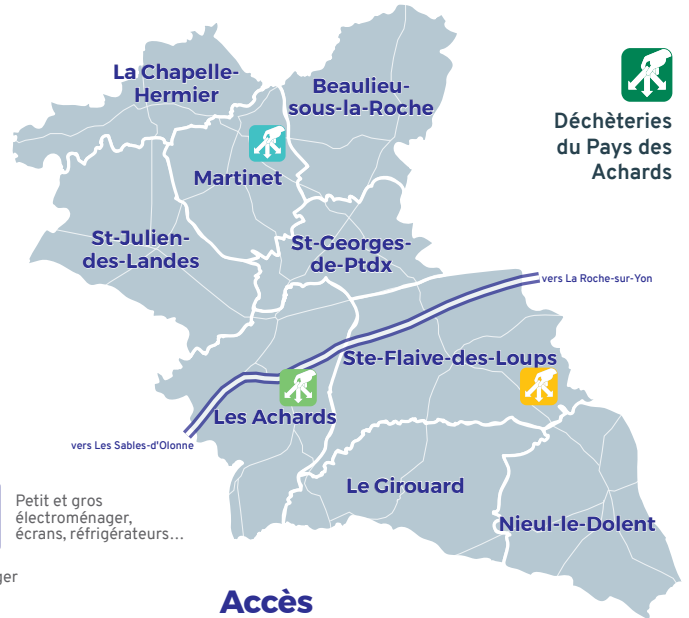 La Chapelle-
Hermier
Beaulieu-
sous-la-Roche
Déchèteries
du Pays des
Achards
Martinet
St-Julien-
des-Landes
St-Georges-
de-Ptdx
vers La Roche-sur-Yon
Ste-Flaive-des-Loups
Les Achards
vers Les Sables-d'Olonne
Le Girouard
Petit et gros
électroménager,
écrans, réfrigérateurs...
Nieul-le-Dolent
ger
Accès